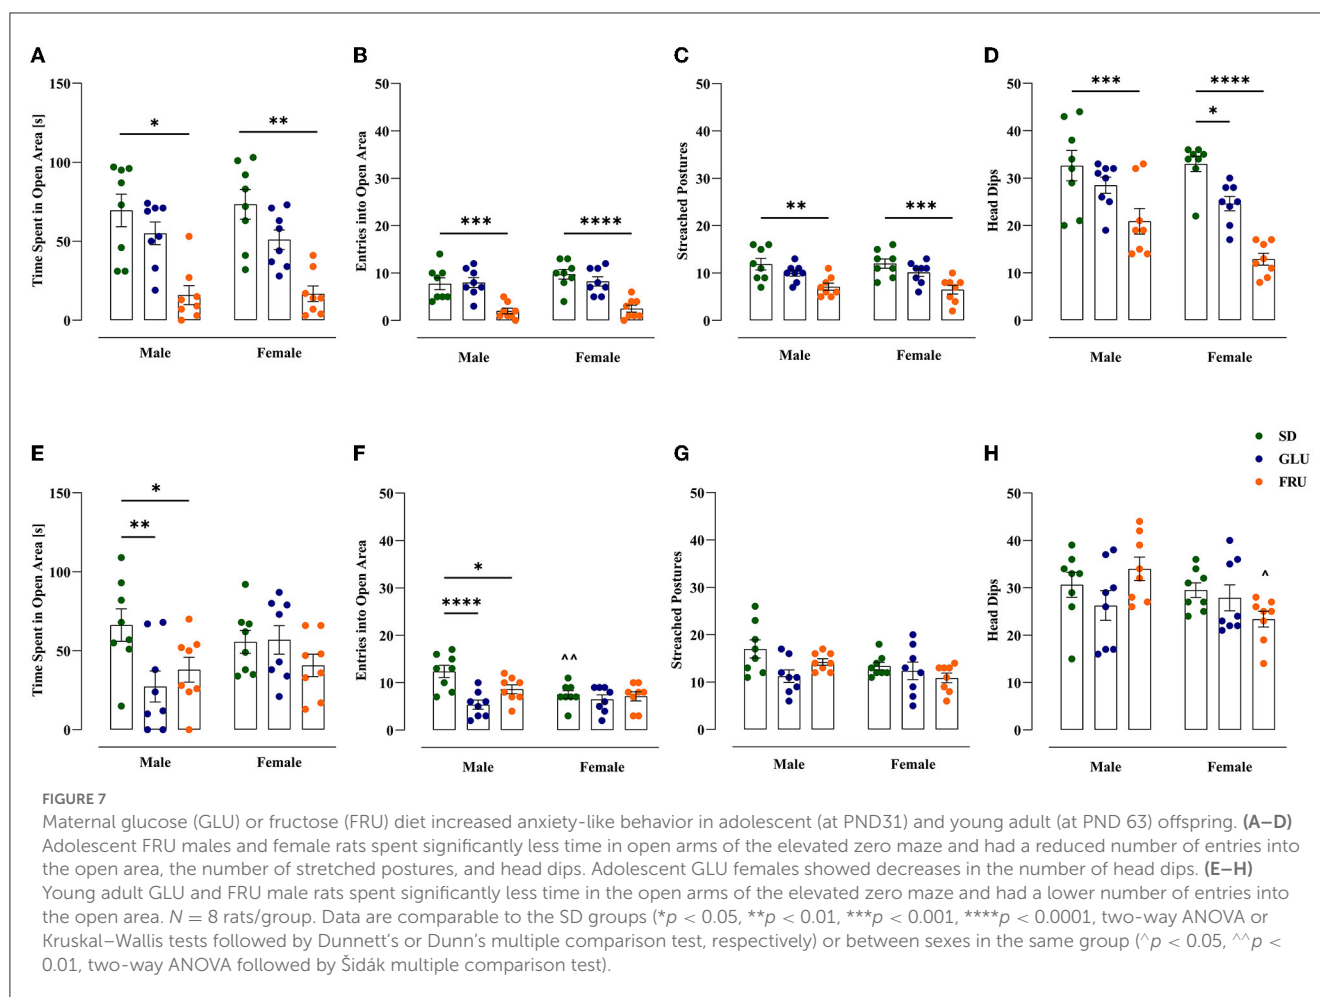 A
B
C
D
Time Spent in Open Area [s]
150
100
50
0
*
**
Male
Female
Entries into Open Area
50
40
30
20
10
0
***
****
Male
Female
Streached Postures
50
40
30
20
10
0
**
***
Male
Female
Head Dips
50
40
30
20
10
0
***
****
*
Male
Female
SD
GLU
FRU
E
F
G
H
Time Spent in Open Area [s]
150
100
50
0
*
**
Male
Female
Entries into Open Area
50
40
30
20
10
0
*
****
^^
Male
Female
Streached Postures
50
40
30
20
10
0
Male
Female
Head Dips
50
40
30
20
10
0
^
Male
Female
FIGURE 7
Maternal glucose (GLU) or fructose (FRU) diet increased anxiety-like behavior in adolescent (at PND31) and young adult (at PND 63) offspring. (A–D)
Adolescent FRU males and female rats spent significantly less time in open arms of the elevated zero maze and had a reduced number of entries into
the open area, the number of stretched postures, and head dips. Adolescent GLU females showed decreases in the number of head dips. (E–H)
Young adult GLU and FRU male rats spent significantly less time in the open arms of the elevated zero maze and had a lower number of entries into
the open area. N = 8 rats/group. Data are comparable to the SD groups (*p < 0.05, **p < 0.01, ***p < 0.001, ****p < 0.0001, two-way ANOVA or
Kruskal–Wallis tests followed by Dunnett's or Dunn's multiple comparison test, respectively) or between sexes in the same group (^p < 0.05, ^^p <
0.01, two-way ANOVA followed by Šidák multiple comparison test).